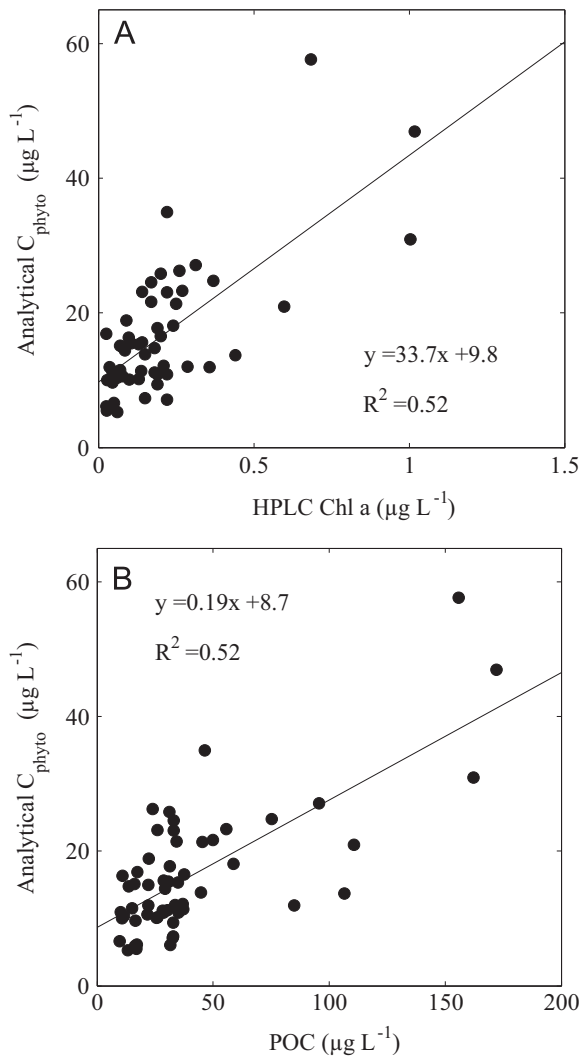 A
60
40
20
0
Analytical C_phyto (µg L^-1)
y =33.7x +9.8
R^2 =0.52
0 0.5 1 1.5
HPLC Chl a (µg L^-1)
B
y =0.19x +8.7
R^2 =0.52
60
40
20
0
Analytical C_phyto (µg L^-1)
0 50 100 150 200
POC (µg L^-1)